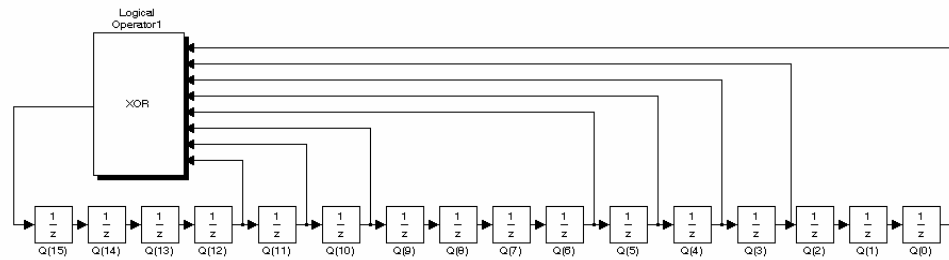 Logical
Operator1
XOR
1 1 1 1 1 1 1 1 1 1 1 1 1 1 1 1
z z z z z z z z z z z z z z z z
Q(15) Q(14) Q(13) Q(12) Q(11) Q(10) Q(9) Q(8) Q(7) Q(6) Q(5) Q(4) Q(3) Q(2) Q(1) Q(0)